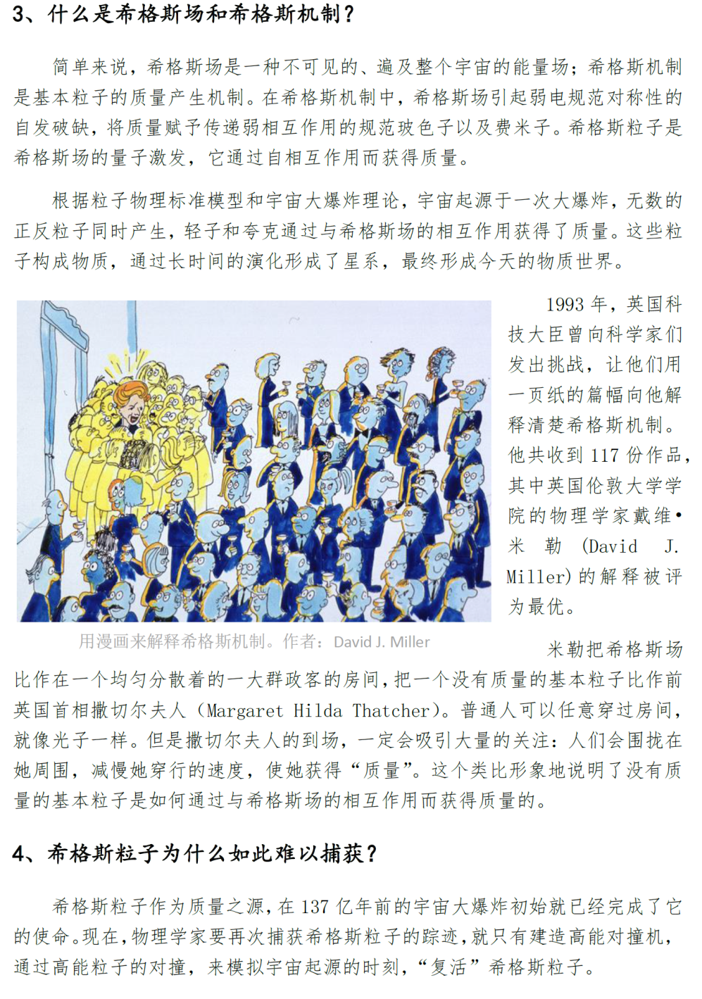 3、什么是希格斯场和希格斯机制？
简单来说，希格斯场是一种不可见的、遍及整个宇宙的能量场；希格斯机制
是基本粒子的质量产生机制。在希格斯机制中，希格斯场引起弱电规范对称性的
自发破缺，将质量赋予传递弱相互作用的规范玻色子以及费米子。希格斯粒子是
希格斯场的量子激发，它通过自相互作用而获得质量。
根据粒子物理标准模型和宇宙大爆炸理论，宇宙起源于一次大爆炸，无数的
正反粒子同时产生，轻子和夸克通过与希格斯场的相互作用获得了质量。这些粒
子构成物质，通过长时间的演化形成了星系，最终形成今天的物质世界。
1993 年，英国科
技大臣曾向科学家们
发出挑战，让他们用
一页纸的篇幅向他解
释清楚希格斯机制。
他共收到 117 份作品，
其中英国伦敦大学学
院的物理学家戴维•
米勒(David J.
Miller)的解释被评
为最优。
用漫画来解释希格斯机制。作者：David J. Miller
米勒把希格斯场
比作在一个均匀分散着的一大群政客的房间，把一个没有质量的基本粒子比作前
英国首相撒切尔夫人（Margaret Hilda Thatcher）。普通人可以任意穿过房间，
就像光子一样。但是撒切尔夫人的到场，一定会吸引大量的关注：人们会围拢在
她周围，减慢她穿行的速度，使她获得“质量”。这个类比形象地说明了没有质
量的基本粒子是如何通过与希格斯场的相互作用而获得质量的。
4、希格斯粒子为什么如此难以捕获？
希格斯粒子作为质量之源，在 137 亿年前的宇宙大爆炸初始就已经完成了它
的使命。现在，物理学家要再次捕获希格斯粒子的踪迹，就只有建造高能对撞机，
通过高能粒子的对撞，来模拟宇宙起源的时刻，“复活”希格斯粒子。